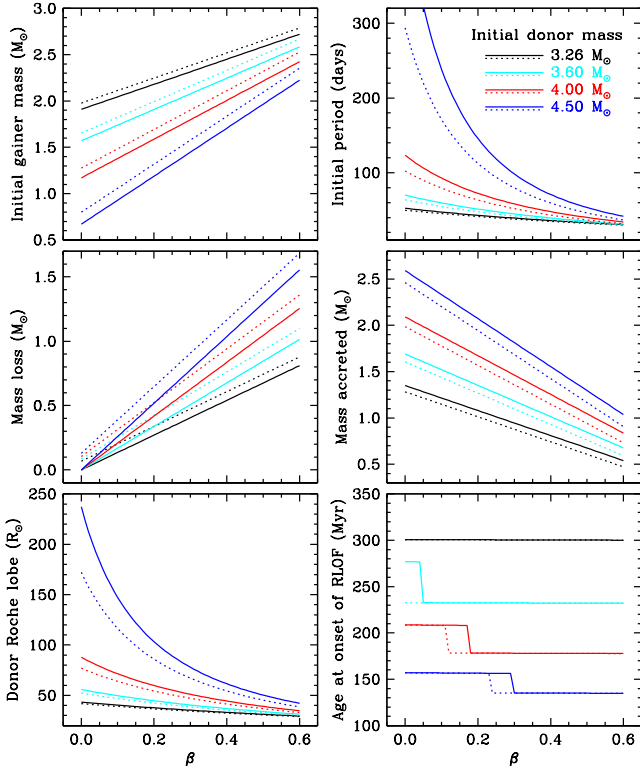 Initial gainer mass (M☉)
3.0
2.5
2.0
1.5
1.0
0.5
Initial period (days)
300
200
100
Initial donor mass
3.26 M☉
3.60 M☉
4.00 M☉
4.50 M☉
Mass loss (M☉)
1.5
1.0
0.5
0.0
Mass accreted (M☉)
2.5
2.0
1.5
1.0
0.5
Donor Roche lobe (R☉)
250
200
150
100
50
0.0 0.2 0.4 0.6
β
Age at onset of RLOF (Myr)
350
300
250
200
150
100
0.0 0.2 0.4 0.6
β